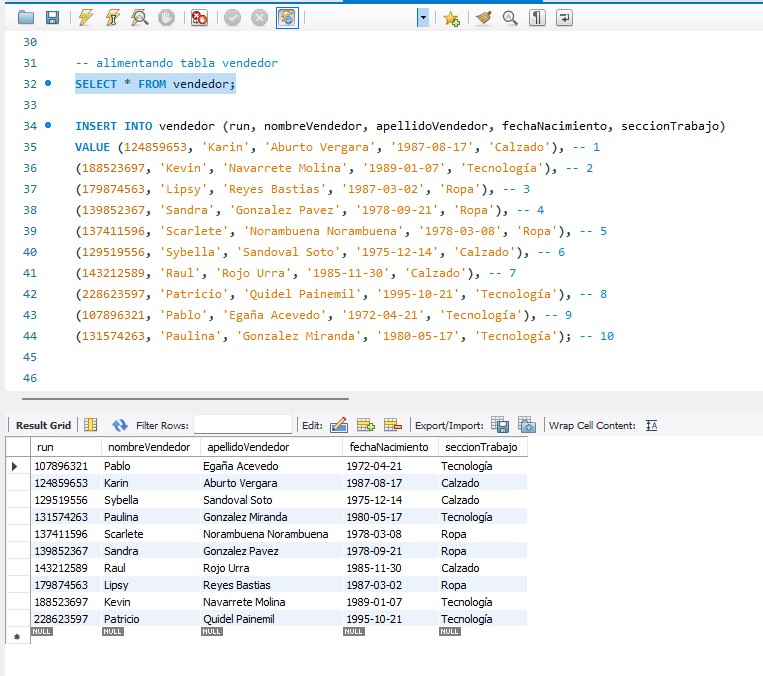 30
31 -- alimentando tabla vendedor
32 SELECT * FROM vendedor;
33
34 INSERT INTO vendedor (run, nombreVendedor, apellidoVendedor, fechaNacimiento, seccionTrabajo)
35 VALUE (124859653, 'Karin', 'Aburto Vergara', '1987-08-17', 'Calzado'), -- 1
36 (188523697, 'Kevin', 'Navarrete Molina', '1989-01-07', 'Tecnología'), -- 2
37 (179874563, 'Lipsy', 'Reyes Bastias', '1987-03-02', 'Ropa'), -- 3
38 (139852367, 'Sandra', 'Gonzalez Pavez', '1978-09-21', 'Ropa'), -- 4
39 (137411596, 'Scarlete', 'Norambuena Norambuena', '1978-03-08', 'Ropa'), -- 5
40 (129519556, 'Sybella', 'Sandoval Soto', '1975-12-14', 'Calzado'), -- 6
41 (143212589, 'Raul', 'Rojo Urra', '1985-11-30', 'Calzado'), -- 7
42 (228623597, 'Patricio', 'Quidel Painemil', '1995-10-21', 'Tecnología'), -- 8
43 (107896321, 'Pablo', 'Egaña Acevedo', '1972-04-21', 'Tecnología'), -- 9
44 (131574263, 'Paulina', 'Gonzalez Miranda', '1980-05-17', 'Tecnología'); -- 10
45
46
Result Grid Filter Rows: Edit: Export/Import: Wrap Cell Content:
run nombreVendedor apellidoVendedor fechaNacimiento seccionTrabajo
107896321 Pablo Egaña Acevedo 1972-04-21 Tecnología
124859653 Karin Aburto Vergara 1987-08-17 Calzado
129519556 Sybella Sandoval Soto 1975-12-14 Calzado
131574263 Paulina Gonzalez Miranda 1980-05-17 Tecnología
137411596 Scarlete Norambuena Norambuena 1978-03-08 Ropa
139852367 Sandra Gonzalez Pavez 1978-09-21 Ropa
143212589 Raul Rojo Urra 1985-11-30 Calzado
179874563 Lipsy Reyes Bastias 1987-03-02 Ropa
188523697 Kevin Navarrete Molina 1989-01-07 Tecnología
228623597 Patricio Quidel Painemil 1995-10-21 Tecnología
NULL NULL NULL NULL NULL